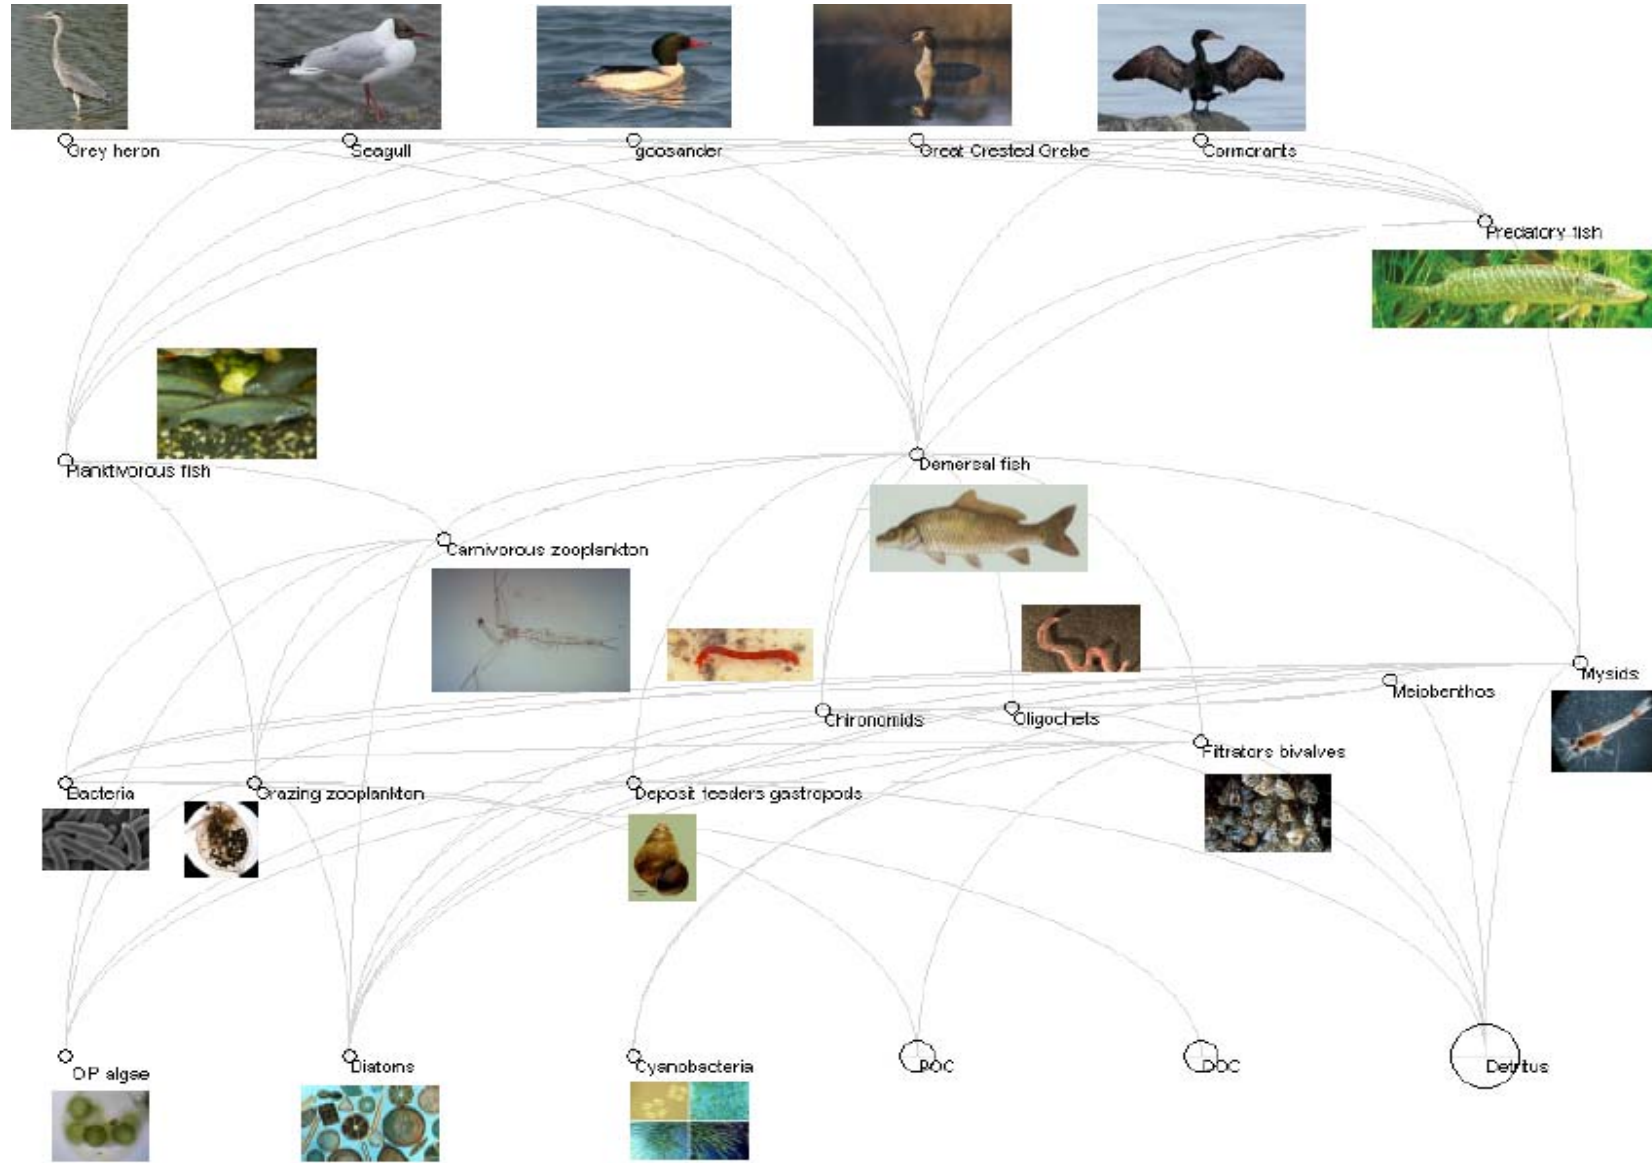 Grey heron
Seagull
goosander
Great Crested Grebe
Cormorants
Predatory fish
Planktivorous fish
Demersal fish
Carnivorous zooplankton
Mysids
Meiobenthos
Chironomids
Oligochets
Filtrators bivalves
Bacteria
Grazing zooplankton
Deposit feeders gastropods
OP algae
Diatoms
Cyanobacteria
POC
DOC
Detritus